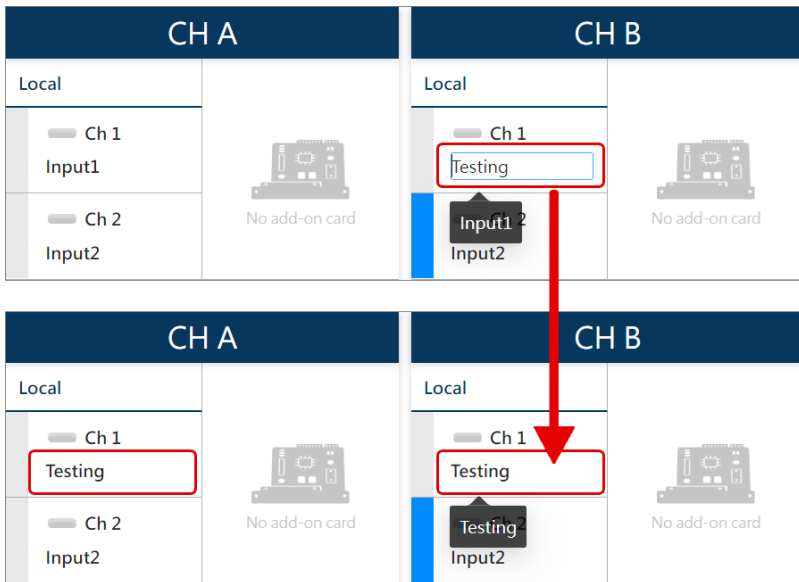 CH A
Local
Ch 1
Input1
Ch 2
Input2
No add-on card
CH B
Local
Ch 1
Testing
Input1
2
Input2
No add-on card
CH A
Local
Ch 1
Testing
Ch 2
Input2
No add-on card
CH B
Local
Ch 1
Testing
Testing
2
Input2
No add-on card